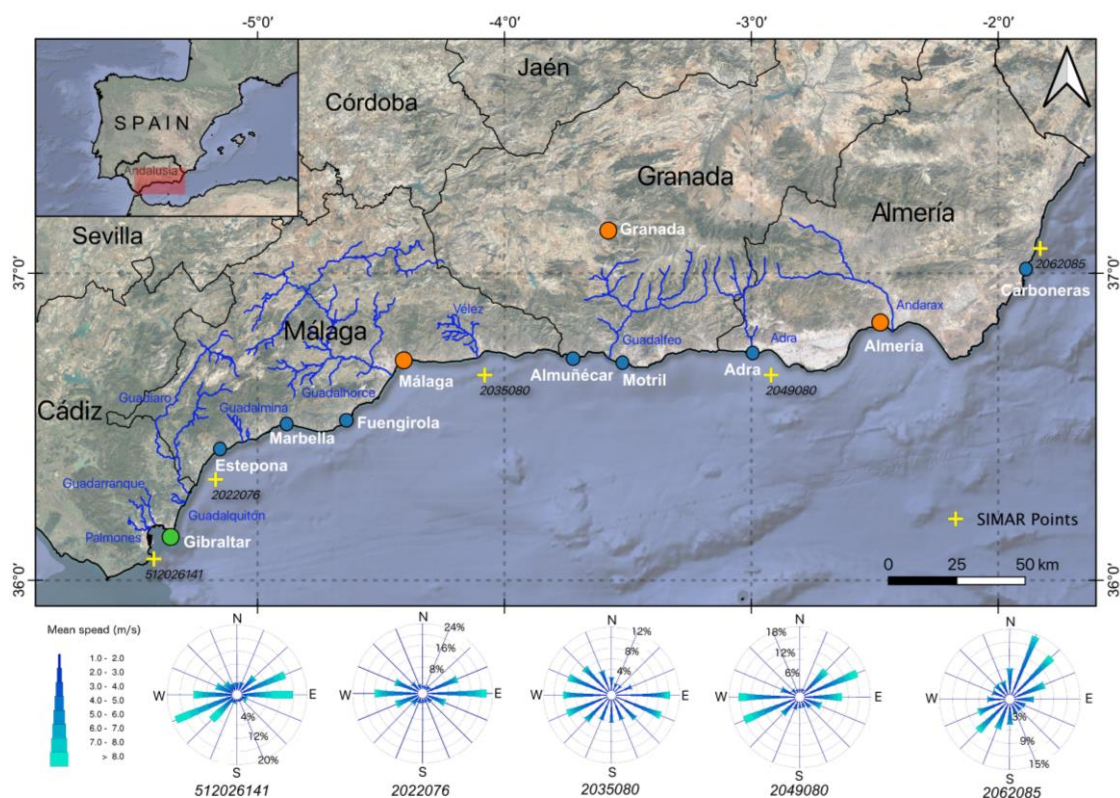 -5°0' -4°0' -3°0' -2°0'
SPAIN
Andalusia
Jaén
Córdoba
Granada
Almería
Sevilla
Granada
37°0' 37°0'
2062085
Carboneras
Málaga
Vélez
Guadalfeo
Adra
Andarax
Almería
Málaga
Almuñécar
Motril
Adra
2035080
2049080
Cádiz
Guadiaro
Guadalmina
Guadalhorce
Fuengirola
Marbella
Estepona
2022076
Guadarranque
Guadalquitón
Palmones
Gibraltar
512026141
SIMAR Points
0 25 50 km
36°0' 36°0'
Mean spead (m/s)
1.0 - 2.0
2.0 - 3.0
3.0 - 4.0
4.0 - 5.0
5.0 - 6.0
6.0 - 7.0
7.0 - 8.0
> 8.0
N
W E
S
4%
12%
20%
512026141
N
W E
S
24%
16%
8%
2022076
N
W E
S
12%
8%
4%
2035080
N
W E
S
18%
12%
6%
2049080
N
W E
S
3%
9%
15%
2062085